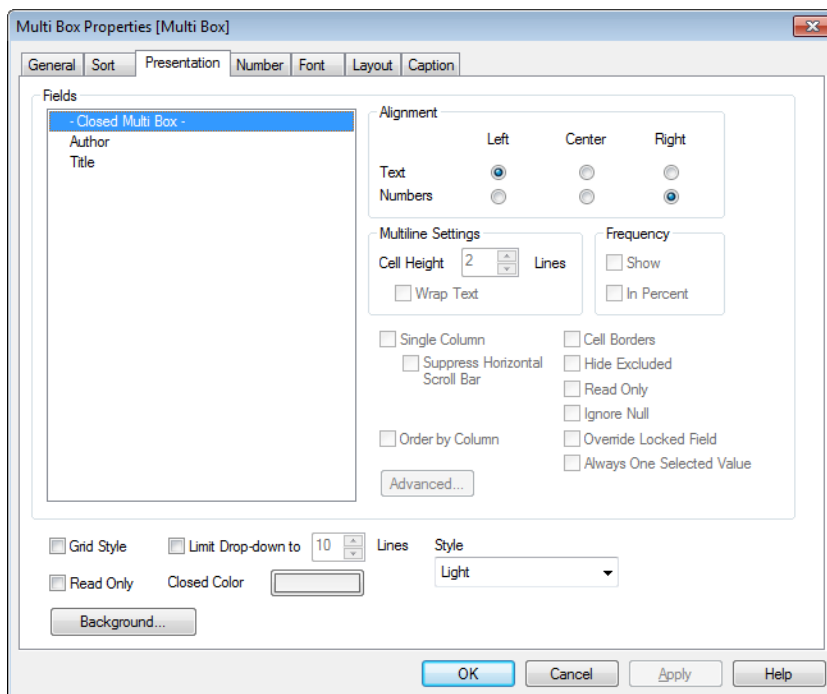 Multi Box Properties [Multi Box]
General Sort Presentation Number Font Layout Caption
Fields
- Closed Multi Box -
Author
Title
Alignment
Left Center Right
Text
Numbers
Multiline Settings
Cell Height 2 Lines
Wrap Text
Frequency
Show
In Percent
Single Column
Suppress Horizontal
Scroll Bar
Order by Column
Advanced...
Cell Borders
Hide Excluded
Read Only
Ignore Null
Override Locked Field
Always One Selected Value
Grid Style Limit Drop-down to 10 Lines Style
Light
Read Only Closed Color
Background...
OK Cancel Apply Help